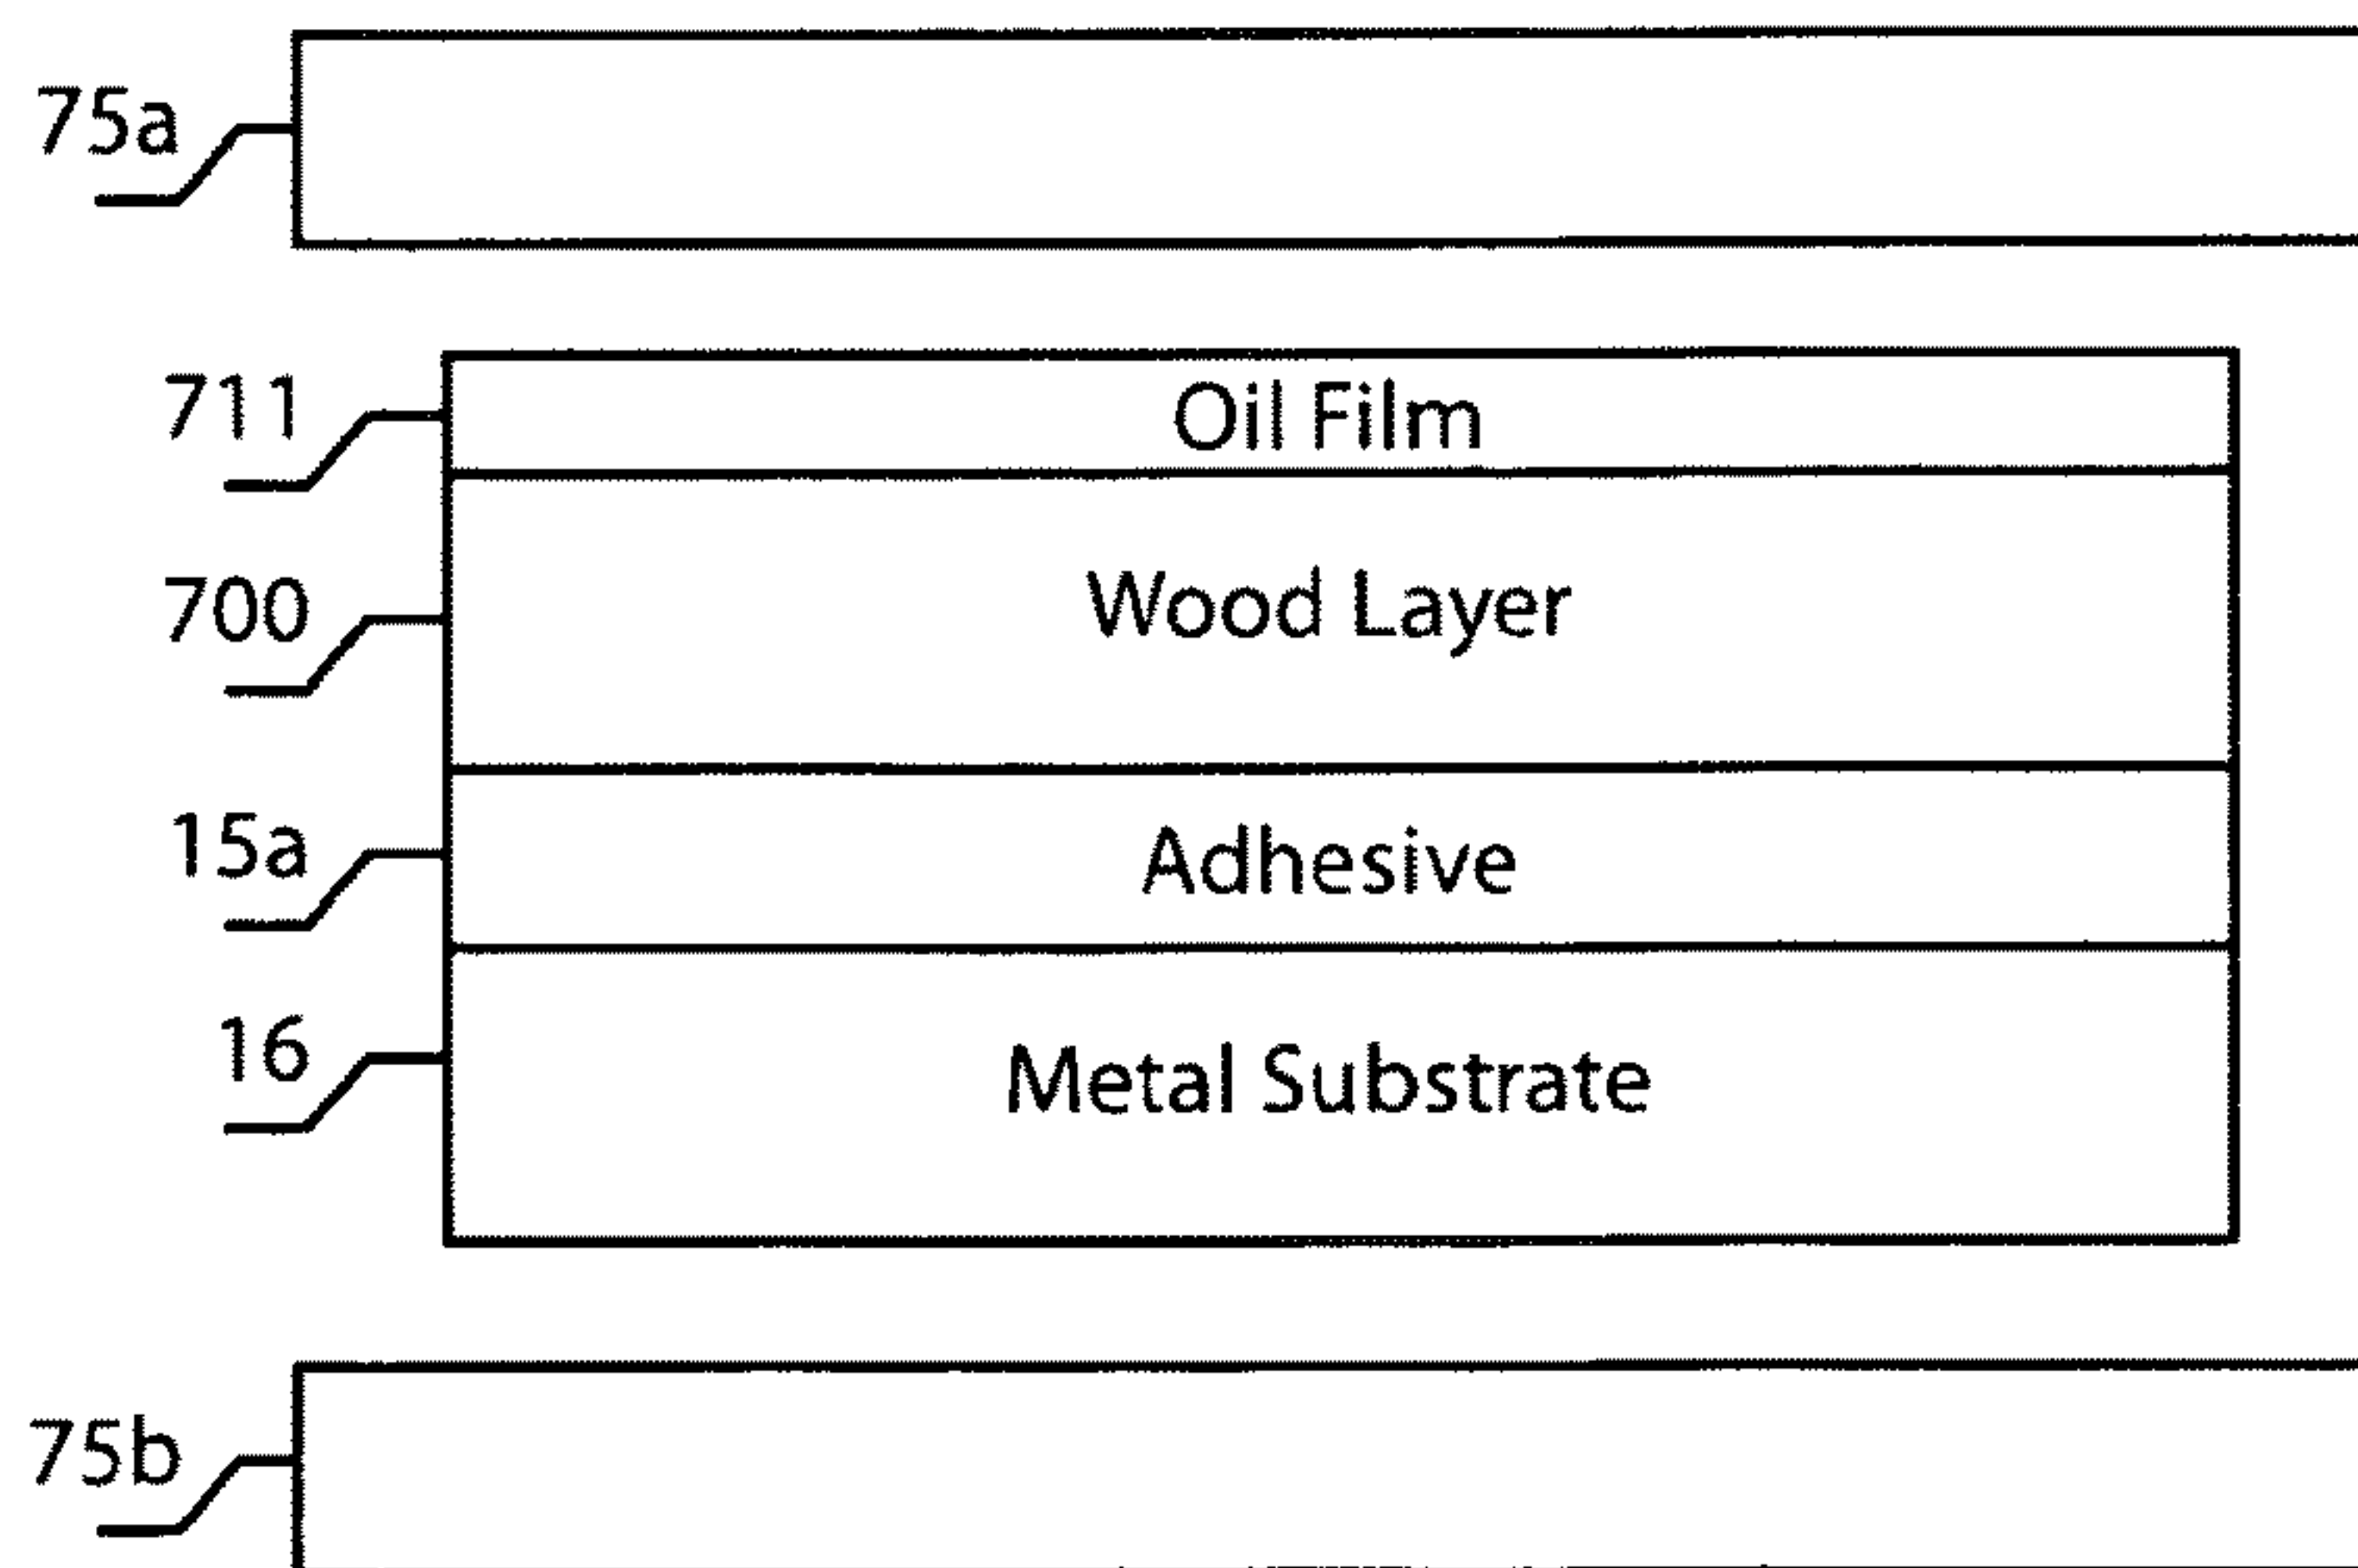 75a
711 Oil Film
700 Wood Layer
15a Adhesive
16 Metal Substrate
75b